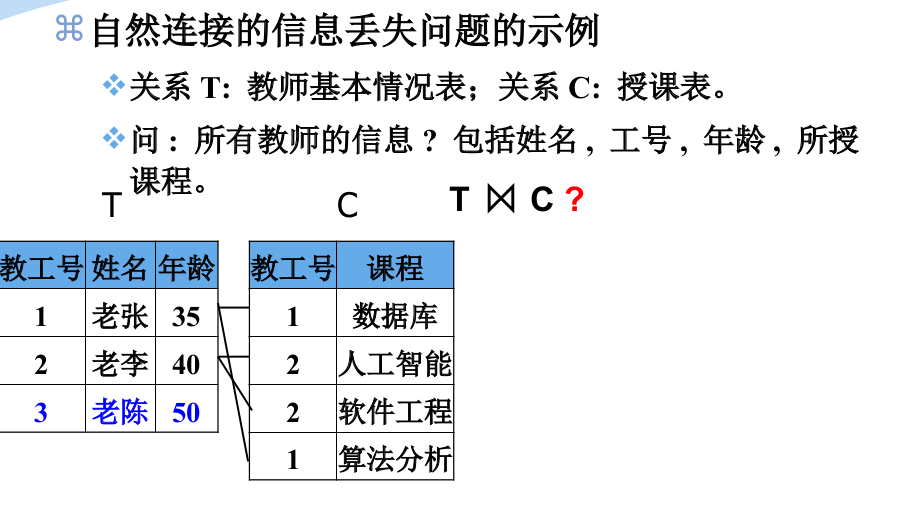 自然连接的信息丢失问题的示例
关系 T: 教师基本情况表；关系 C: 授课表。
问 : 所有教师的信息 ? 包括姓名 , 工号 , 年龄 , 所授
课程。
T C T ⋈ C ?
教工号 姓名 年龄 教工号 课程
1 老张 35 1 数据库
2 老李 40 2 人工智能
3 老陈 50 2 软件工程
1 算法分析